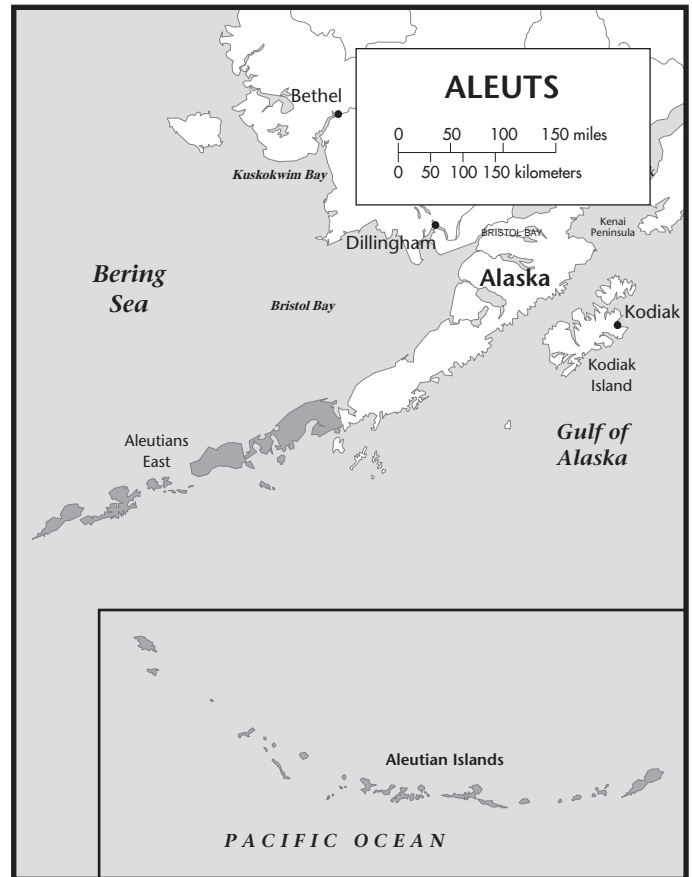 ALEUTS
0 50 100 150 miles
0 50 100 150 kilometers
Bethel
Kuskokwim Bay
Dillingham
BRISTOL BAY
Kenai
Peninsula
Bering
Sea
Alaska
Bristol Bay
Kodiak
Kodiak
Island
Gulf of
Alaska
Aleutians
East
Aleutian Islands
PACIFIC OCEAN